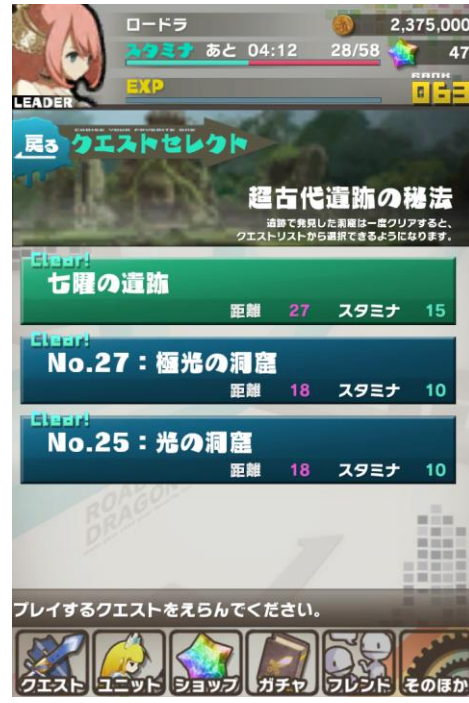 ロードラ
2,375,000
スタミナ あと 04:12 28/58
47
EXP
RANK
063
LEADER
戻る
CHOISE YOUR FAVORITE ONE
クエストセレクト
超古代遺跡の秘法
遺跡で発見した洞窟は一度クリアすると、
クエストリストから選択できるようになります。
Clear!
七曜の遺跡
距離 27 スタミナ 15
Clear!
No.27：極光の洞窟
距離 18 スタミナ 10
Clear!
No.25：光の洞窟
距離 18 スタミナ 10
ROAD
DRAGON
プレイするクエストをえらんでください。
クエスト ユニット ショップ ガチャ フレンド そのほか